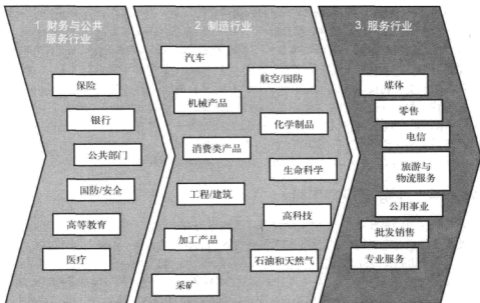 1. 财务与公共
服务行业
保险
银行
公共部门
国防/安全
高等教育
医疗
2. 制造行业
汽车
航空/国防
机械产品
化学制品
消费类产品
生命科学
工程/建筑
高科技
加工产品
石油和天然气
采矿
3. 服务行业
媒体
零售
电信
旅游与
物流服务
公用事业
批发销售
专业服务